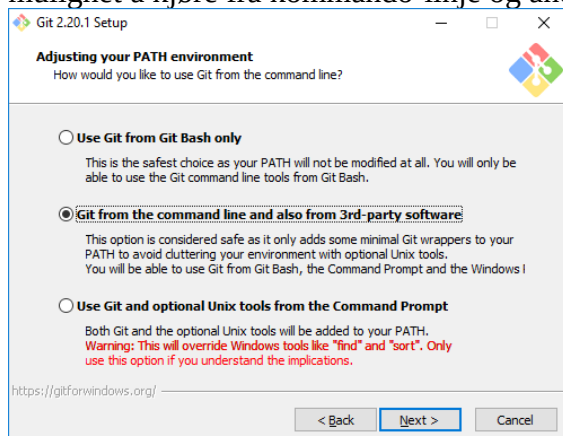 mulighet å kjøre fra kommando-linje og
Git 2.20.1 Setup
Adjusting your PATH environment
How would you like to use Git from the command line?
Use Git from Git Bash only
This is the safest choice as your PATH will not be modified at all. You will only be
able to use the Git command line tools from Git Bash.
Git from the command line and also from 3rd-party software
This option is considered safe as it only adds some minimal Git wrappers to your
PATH to avoid cluttering your environment with optional Unix tools.
You will be able to use Git from Git Bash, the Command Prompt and the Windows
Use Git and optional Unix tools from the Command Prompt
Both Git and the optional Unix tools will be added to your PATH.
Warning: This will override Windows tools like "find" and "sort". Only
use this option if you understand the implications.
https://gitforwindows.org/
< Back
Next >
Cancel